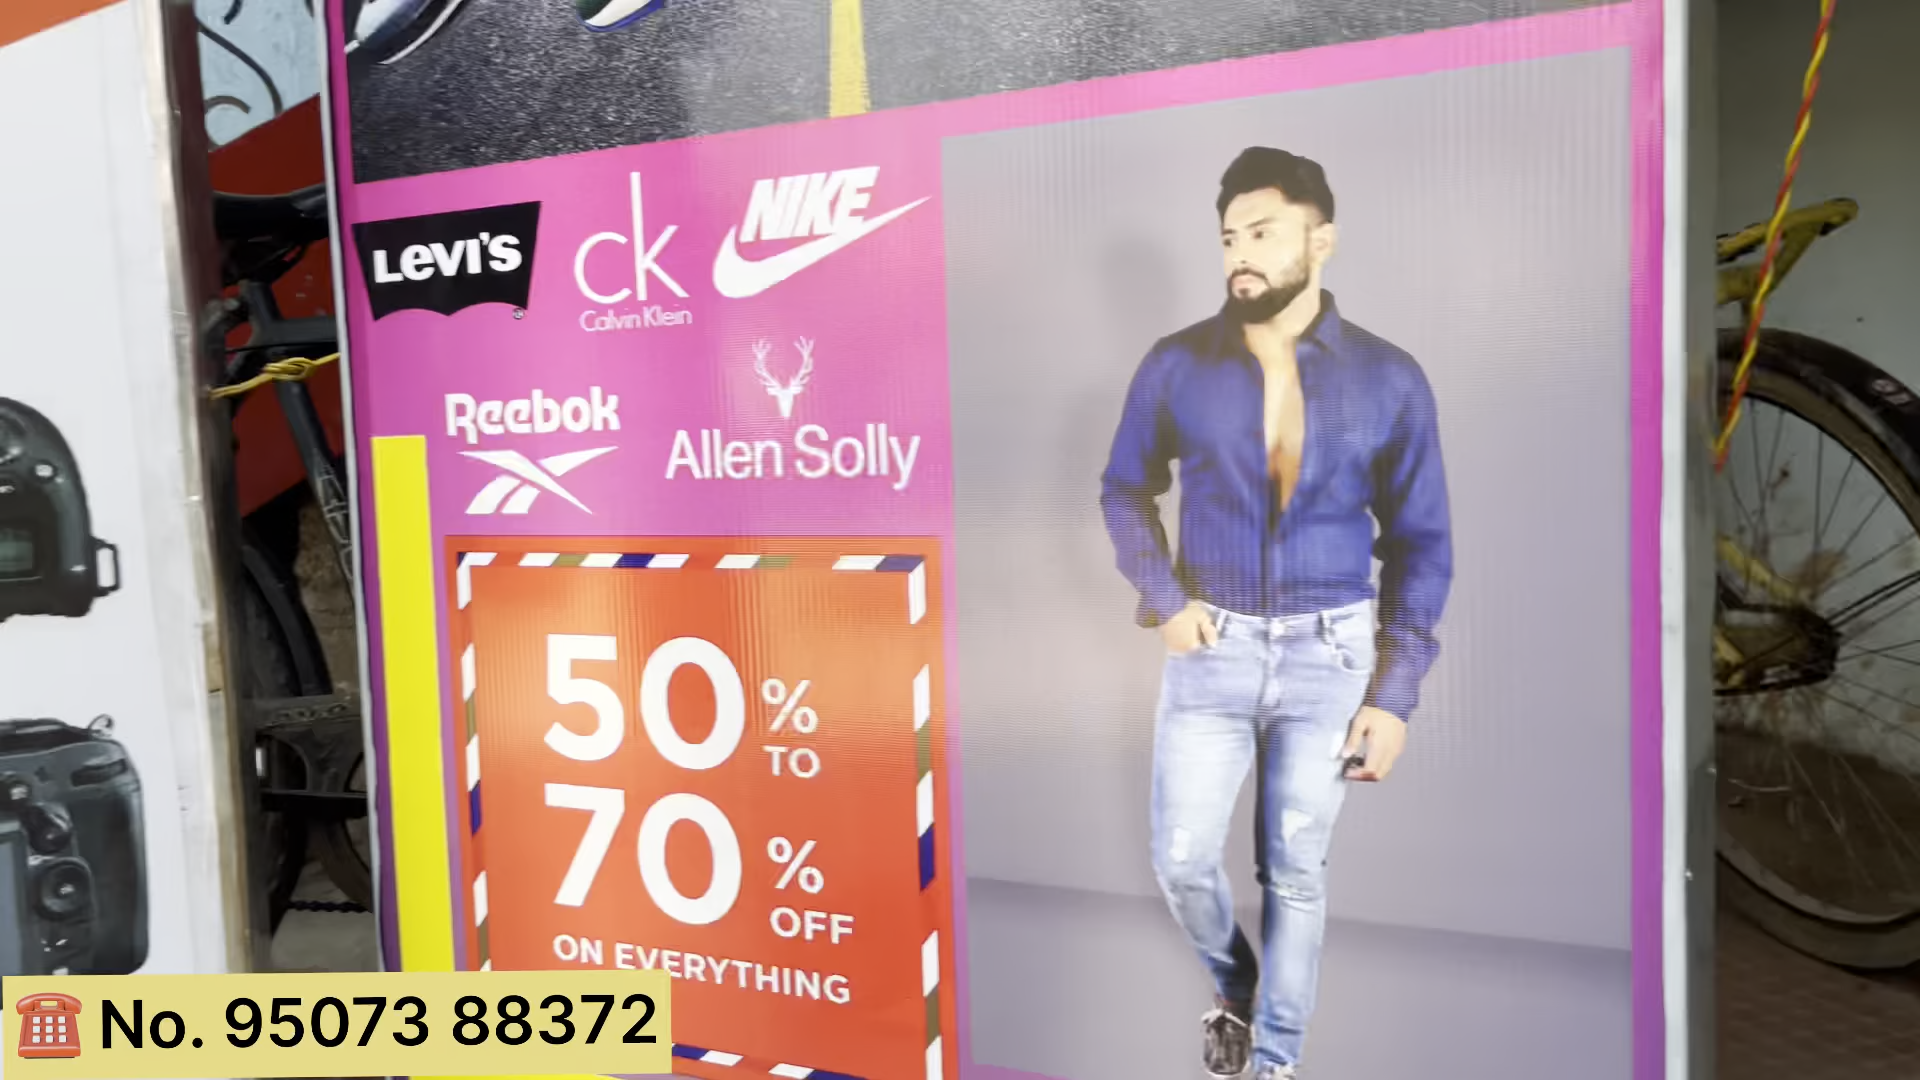 LEVI'S
ck
Calvin Klein
NIKE
Reebok
Allen Solly
50%
TO
70%
OFF
ON EVERYTHING
☎️ No. 95073 88372